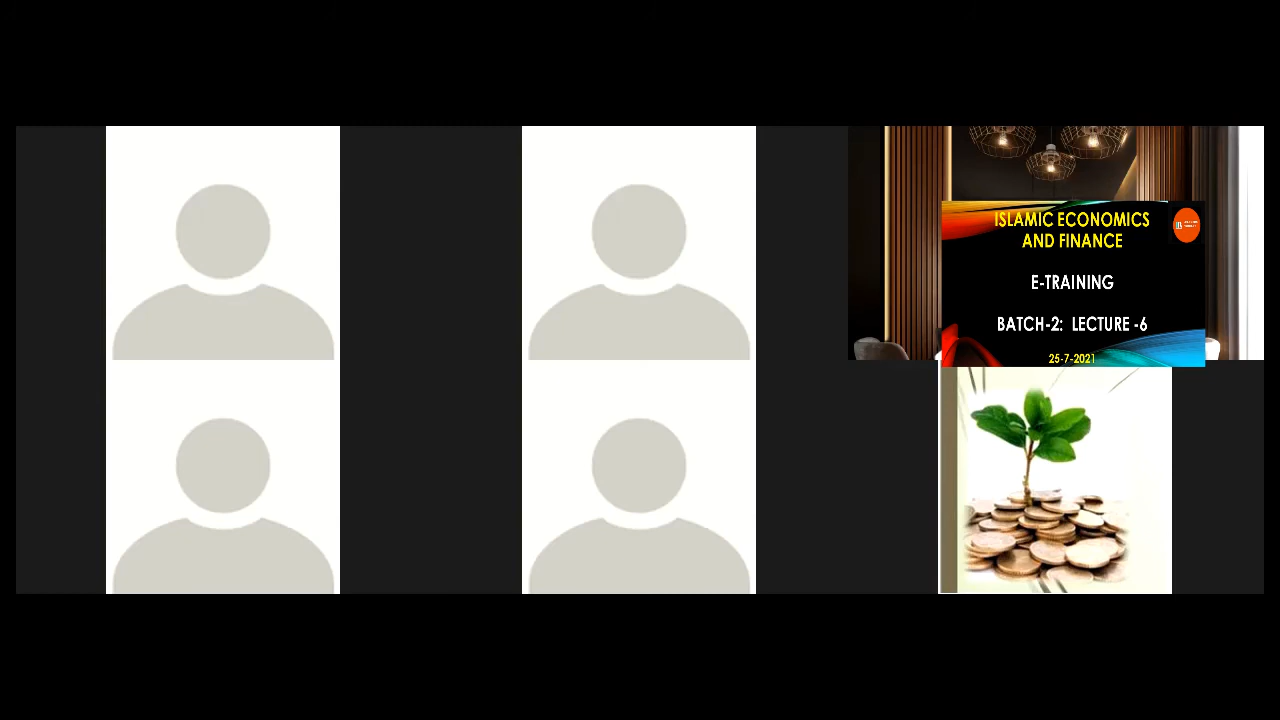 ISLAMIC ECONOMICS
AND FINANCE
E-TRAINING
BATCH-2: LECTURE -6
25-7-2021